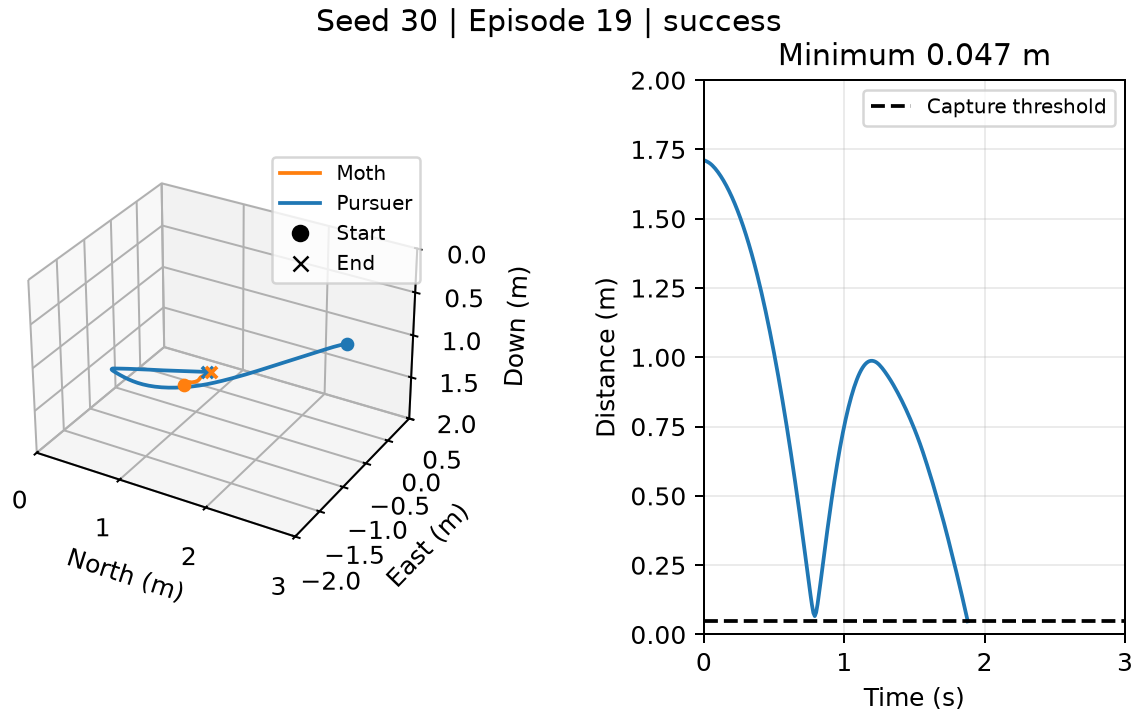 Seed 30 | Episode 19 | success
Moth
Pursuer
Start
End
0.0
0.5
1.0
1.5
2.0
Down (m)
0
1
2
3
North (m)
−2.0
−1.5
−1.0
−0.5
0.0
0.5
East (m)
Minimum 0.047 m
Capture threshold
2.00
1.75
1.50
1.25
1.00
0.75
0.50
0.25
0.00
Distance (m)
0
1
2
3
Time (s)